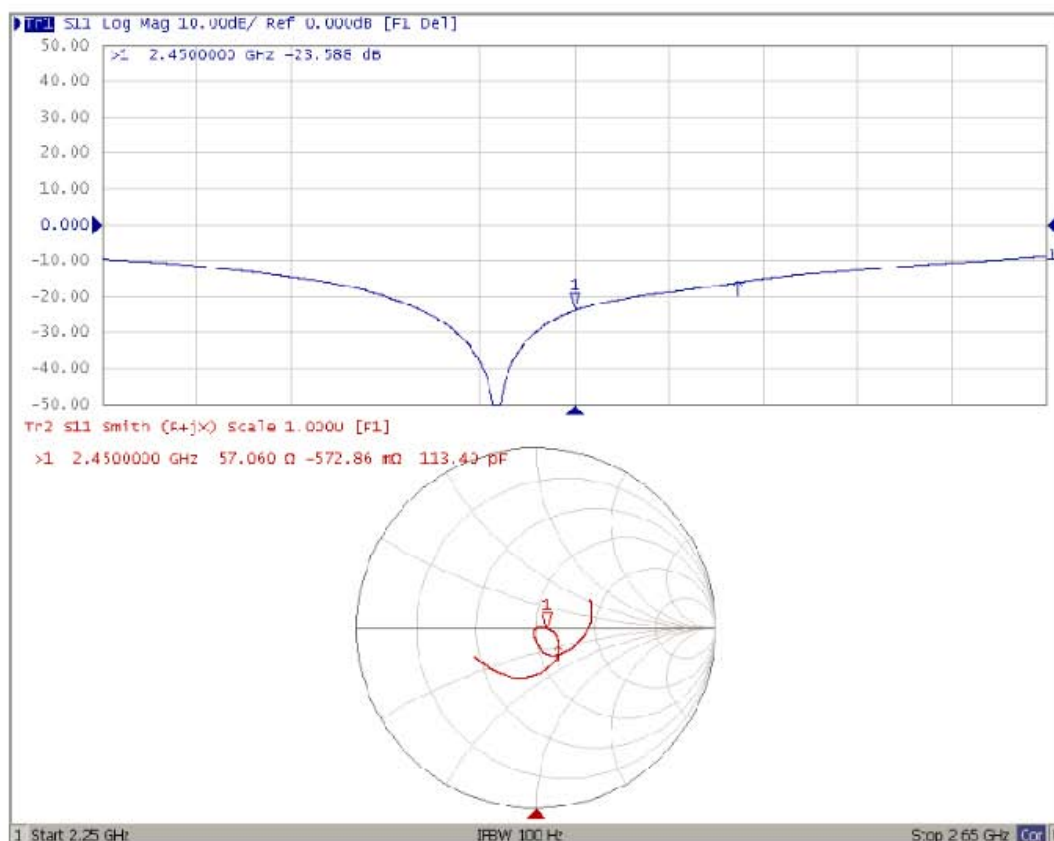 Tr1 S11 Log Mag 10.00dB/ Ref 0.000dB [F1 Del]
50.00
>1 2.4500000 GHz -23.588 dB
40.00
30.00
20.00
10.00
0.000
-10.00
1
-20.00
1
-30.00
-40.00
-50.00
Tr2 S11 Smith (R+jX) Scale 1.000U [F1]
>1 2.4500000 GHz 57.060 Ω -572.86 mΩ 113.40 pF
1
1 Start 2.25 GHz IFBW 100 Hz Stop 2.65 GHz Cor